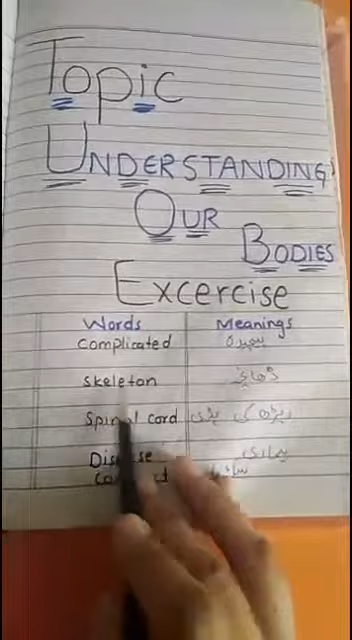 Topic
UNDERSTANDING
OUR
BODIES
Excercise
Words Meanings
Complicated پیچیدہ
Skeleton ڈھانچہ
Spinal cord ریڑھ کی ہڈی
Disease بیماری